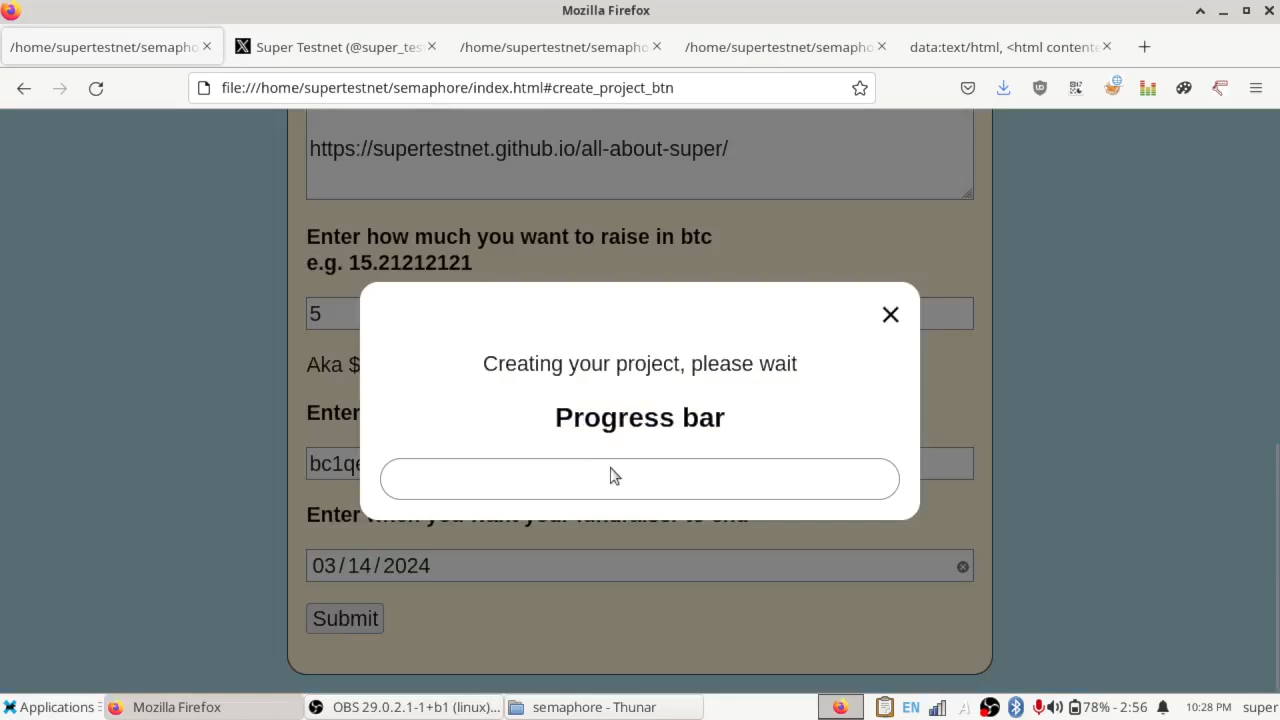 Mozilla Firefox
/home/supertestnet/semapho
Super Testnet (@super_tes
/home/supertestnet/semapho
/home/supertestnet/semapho
data:text/html, <html contente
file:///home/supertestnet/semaphore/index.html#create_project_btn
https://supertestnet.github.io/all-about-super/
Enter how much you want to raise in btc
e.g. 15.21212121
5
Aka $
Creating your project, please wait
Enter
Progress bar
bc1qe
Enter when you want your fundraiser to end
03/14/2024
Submit
Applications
Mozilla Firefox
OBS 29.0.2.1-1+b1 (linux)...
semaphore - Thunar
EN
78% - 2:56
10:28 PM
super